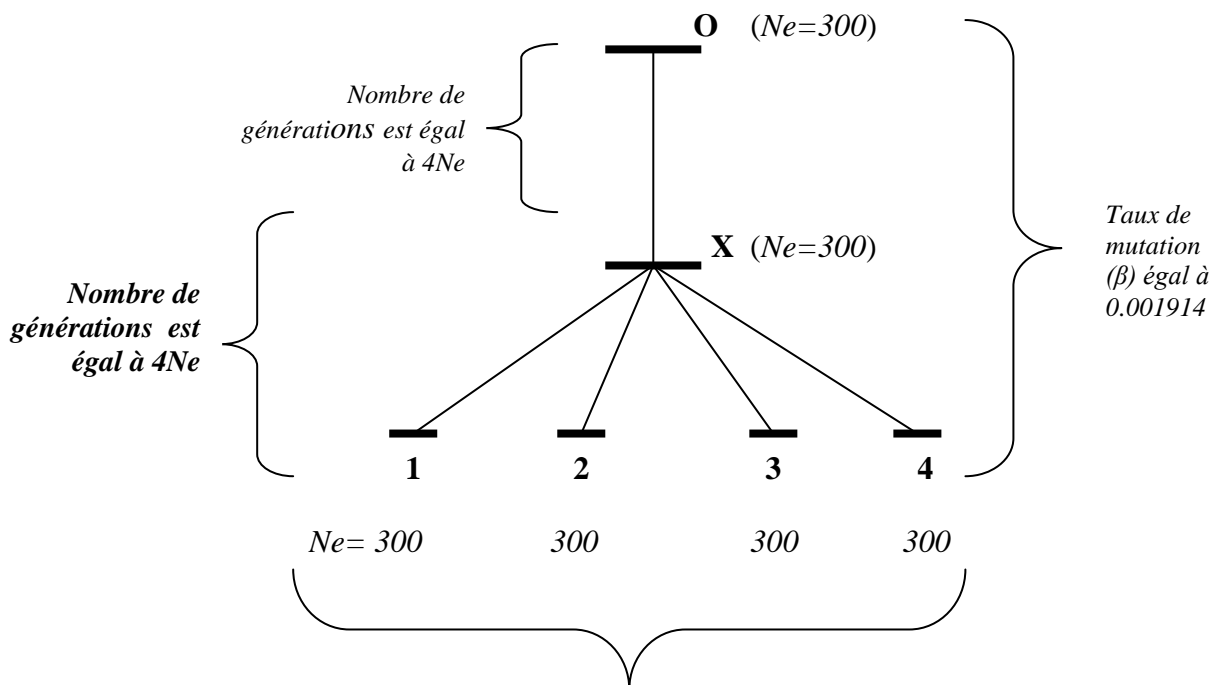 O (Ne=300)
Nombre de
générations est égal
à 4Ne
X (Ne=300)
Taux de
mutation
(β) égal à
0.001914
Nombre de
générations est
égal à 4Ne
1 2 3 4
Ne= 300 300 300 300